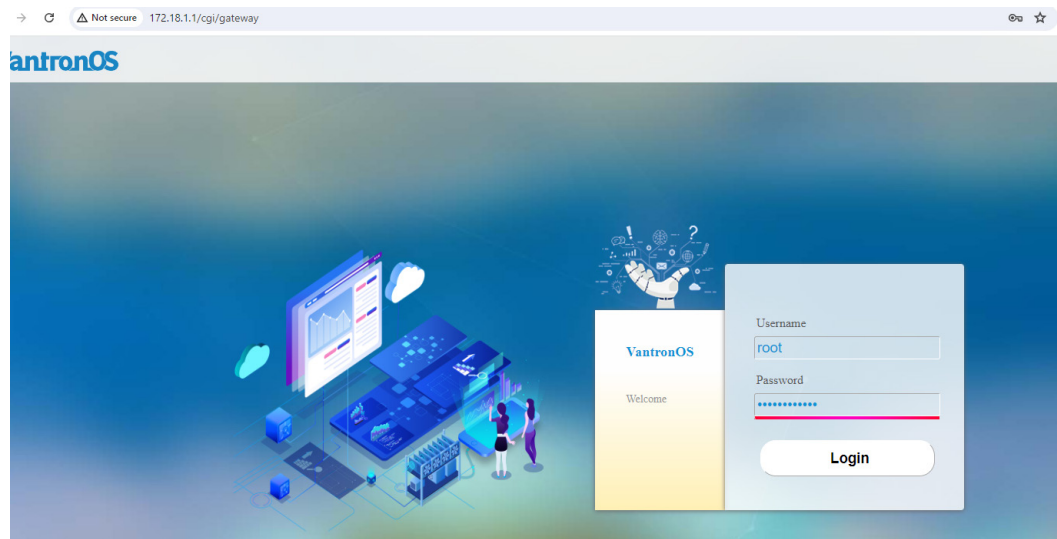 Not secure 172.18.1.1/cgi/gateway
antronOS
Username
root
VantronOS
Password
Welcome
••••••••••••
Login